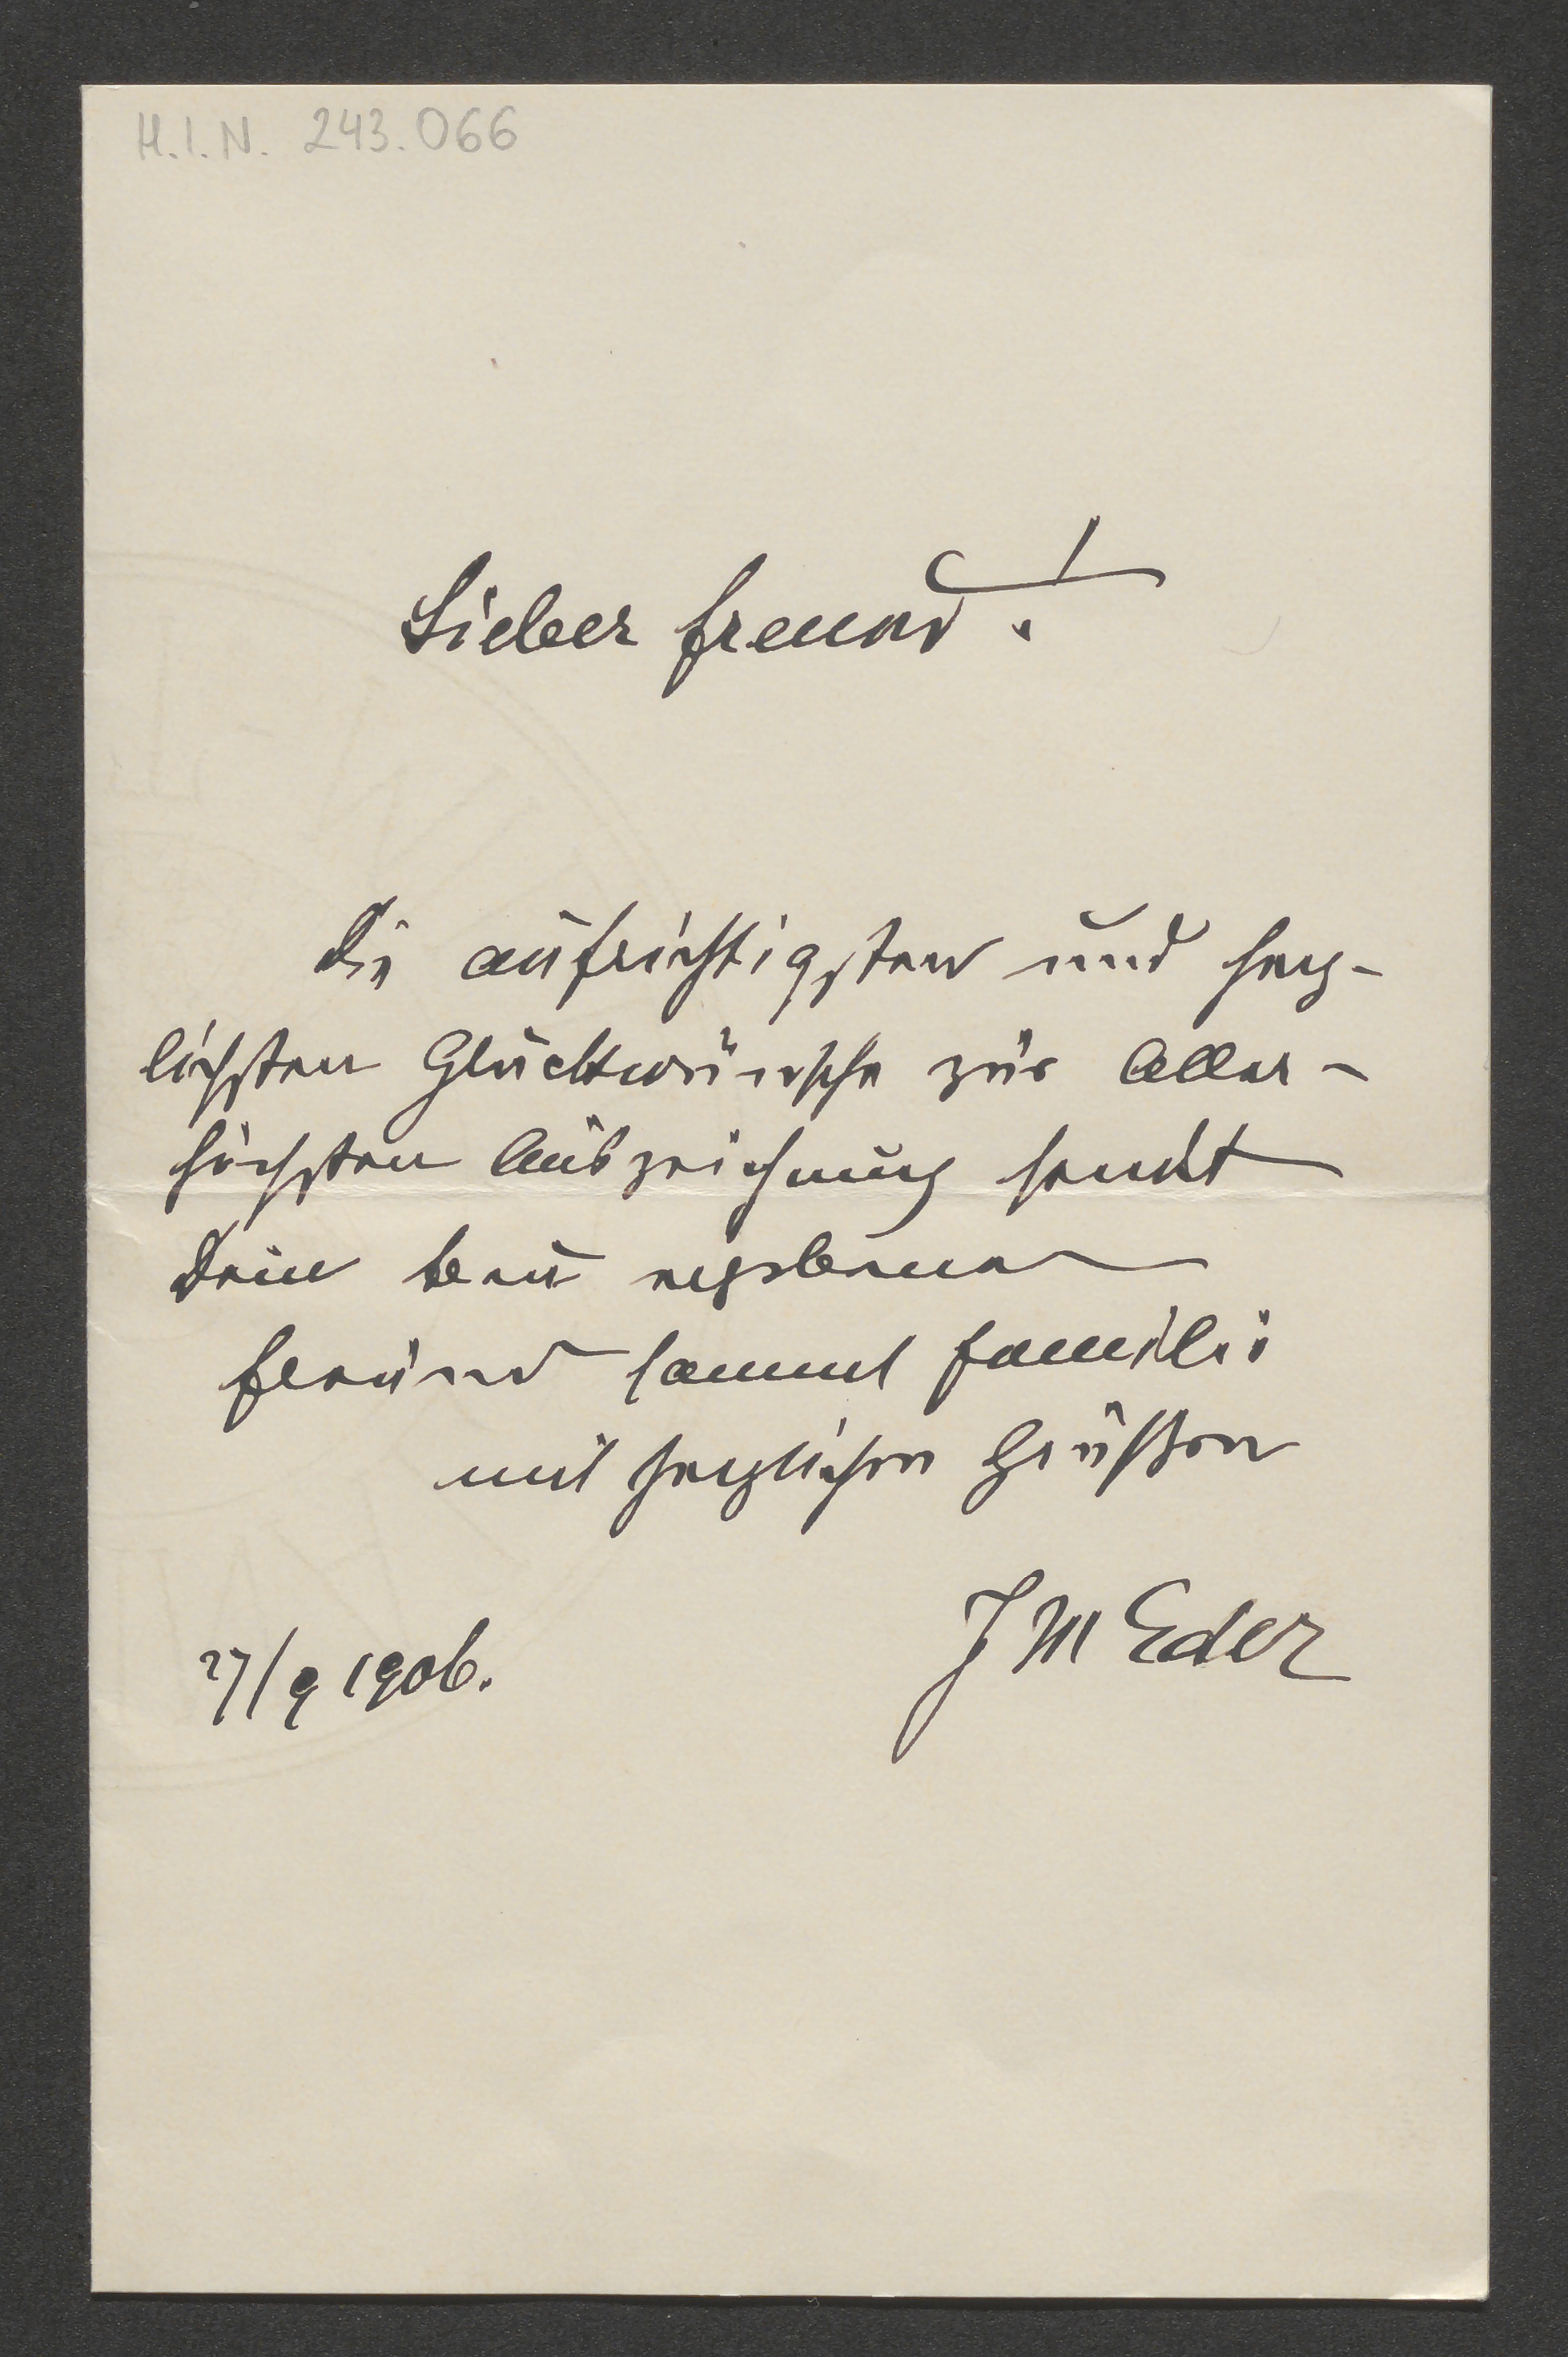 H.I.N. 243.066
Lieber Freund!
Die aufrichtigsten und herz-
lichsten Glückwünsche zur Aller-
höchsten Auszeichnung sendet
Dein treu ergebener
Freund sammt Familie
mit herzlichen Grüßen
27/9 1906.
J M Eder